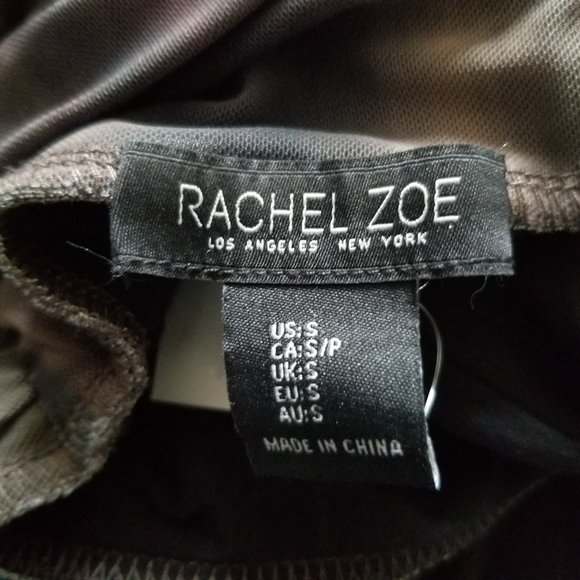 RACHEL ZOE
LOS ANGELES NEW YORK
US:S
CA:S/P
UK:S
EU:S
AU:S
MADE IN CHINA